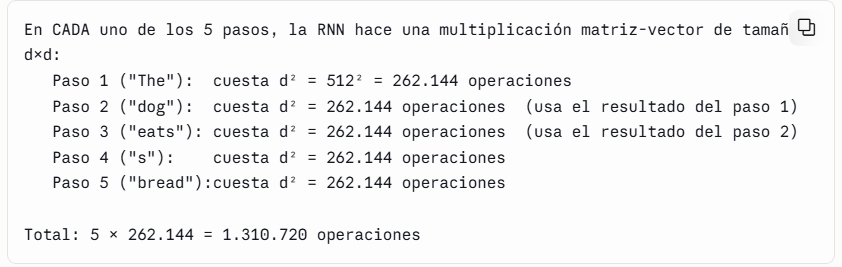 En CADA uno de los 5 pasos, la RNN hace una multiplicación matriz-vector de tamañ
d×d:
Paso 1 ("The"):  cuesta d² = 512² = 262.144 operaciones
Paso 2 ("dog"):  cuesta d² = 262.144 operaciones  (usa el resultado del paso 1)
Paso 3 ("eats"): cuesta d² = 262.144 operaciones  (usa el resultado del paso 2)
Paso 4 ("s"):    cuesta d² = 262.144 operaciones
Paso 5 ("bread"):cuesta d² = 262.144 operaciones
Total: 5 × 262.144 = 1.310.720 operaciones